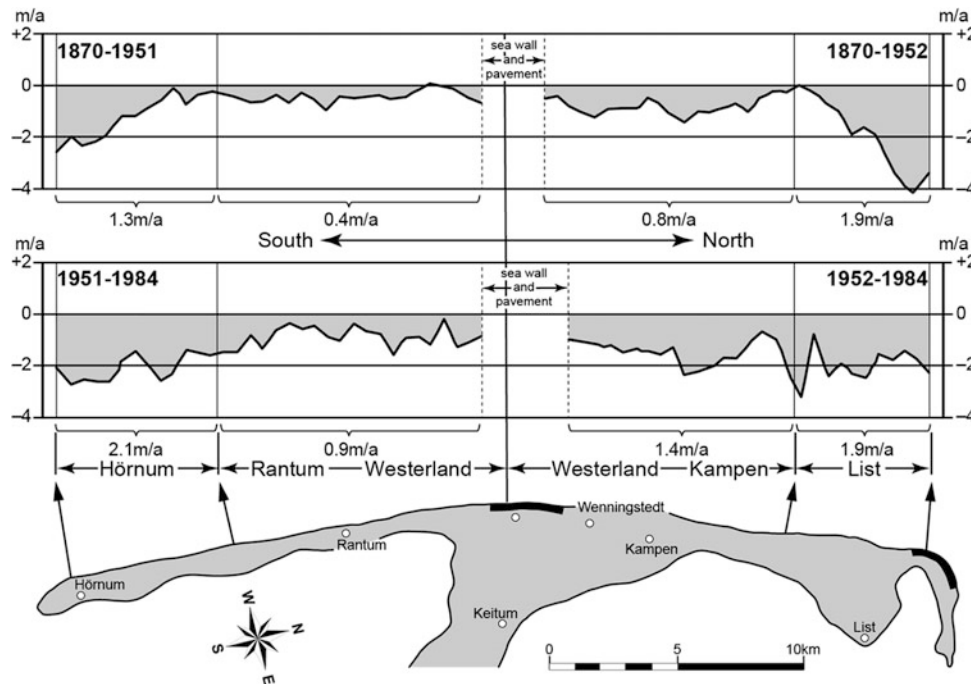 m/a
m/a
+2
0
–2
–4
1870-1951
sea wall
and
pavement
1870-1952
+2
0
–2
–4
1.3m/a
0.4m/a
0.8m/a
1.9m/a
South
North
m/a
m/a
+2
0
–2
–4
1951-1984
sea wall
and
pavement
1952-1984
+2
0
–2
–4
2.1m/a
0.9m/a
1.4m/a
1.9m/a
Hörnum
Rantum
Westerland
Westerland
Kampen
List
Wenningstedt
Rantum
Kampen
Hörnum
Keitum
List
W
N
S
E
0
5
10km